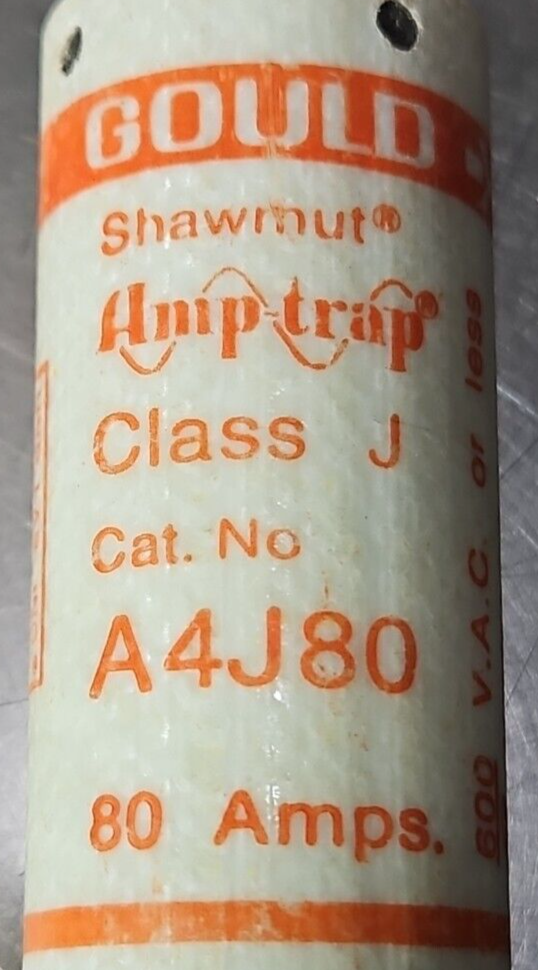 GOULD
Shawmut®
Amp-trap®
Class J
Cat. No
A4J80
80 Amps.
600 V.A.C. or less